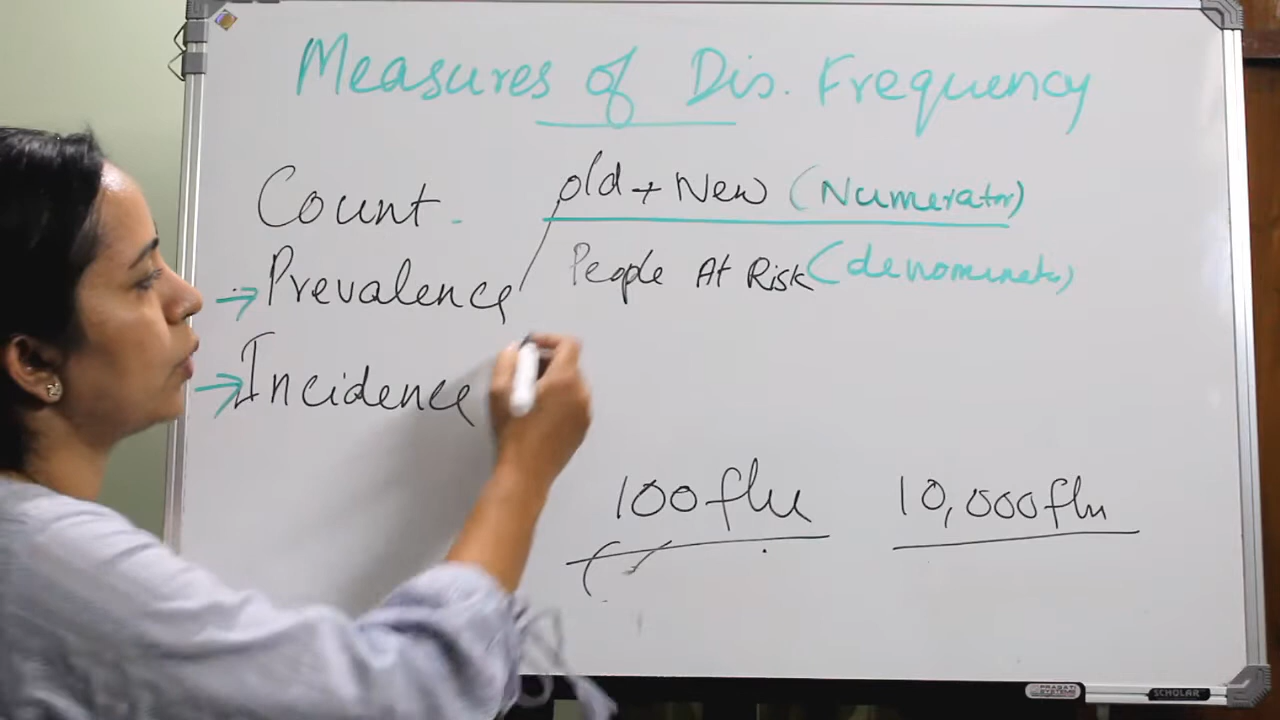 Measures of Dis. Frequency
Count -
old + New (Numerator)
→ Prevalence
People At Risk (denominator)
→ Incidence
100 flu
10,000 flu
SCHOLAR